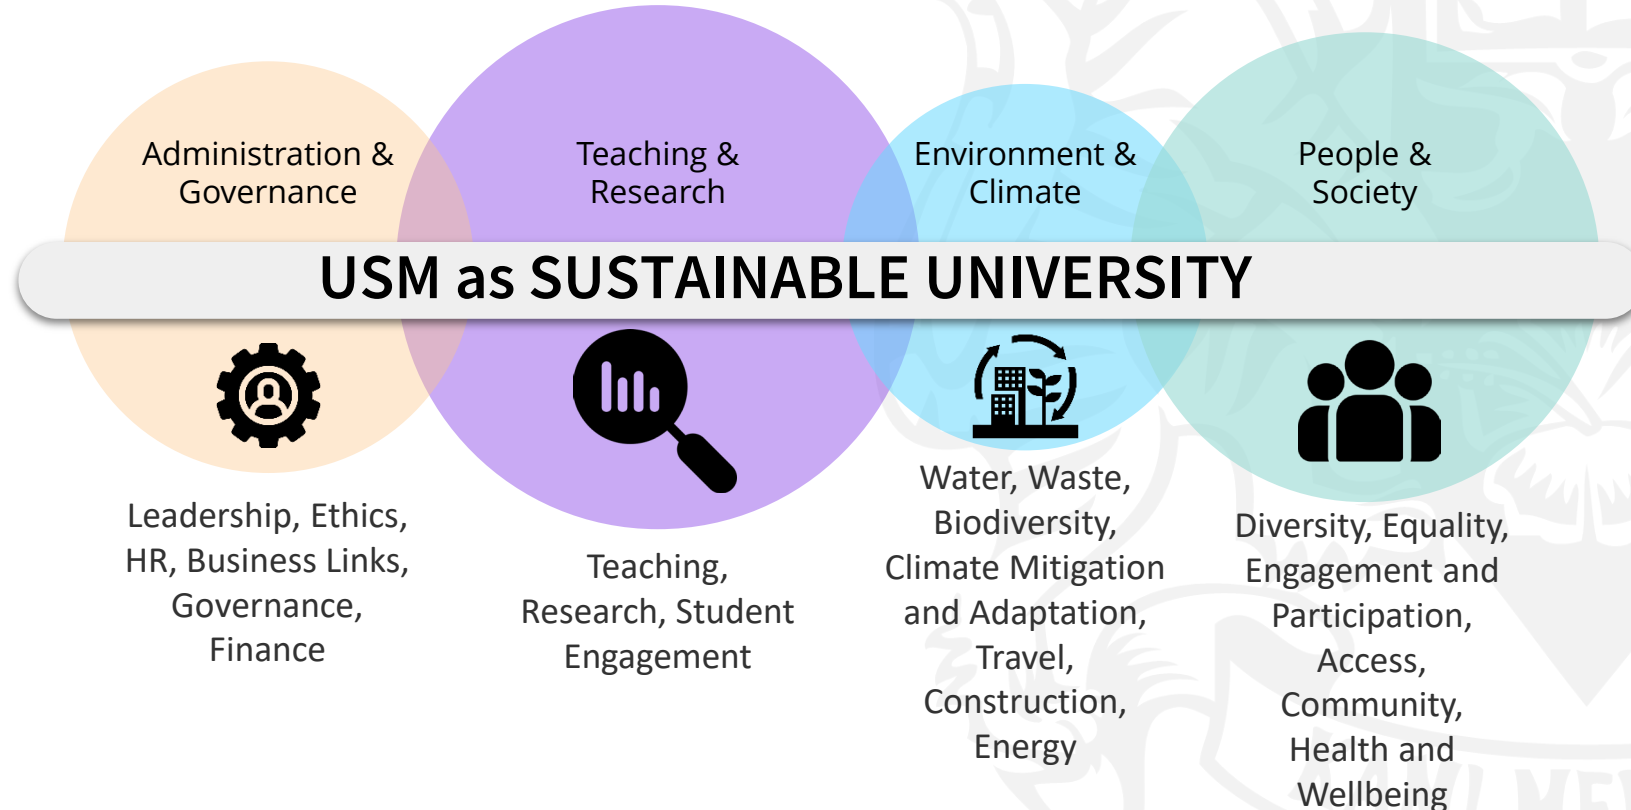 Administration &
Governance
Teaching &
Research
Environment &
Climate
People &
Society
USM as SUSTAINABLE UNIVERSITY
Leadership, Ethics,
HR, Business Links,
Governance,
Finance
Teaching,
Research, Student
Engagement
Water, Waste,
Biodiversity,
Climate Mitigation
and Adaptation,
Travel,
Construction,
Energy
Diversity, Equality,
Engagement and
Participation,
Access,
Community,
Health and
Wellbeing